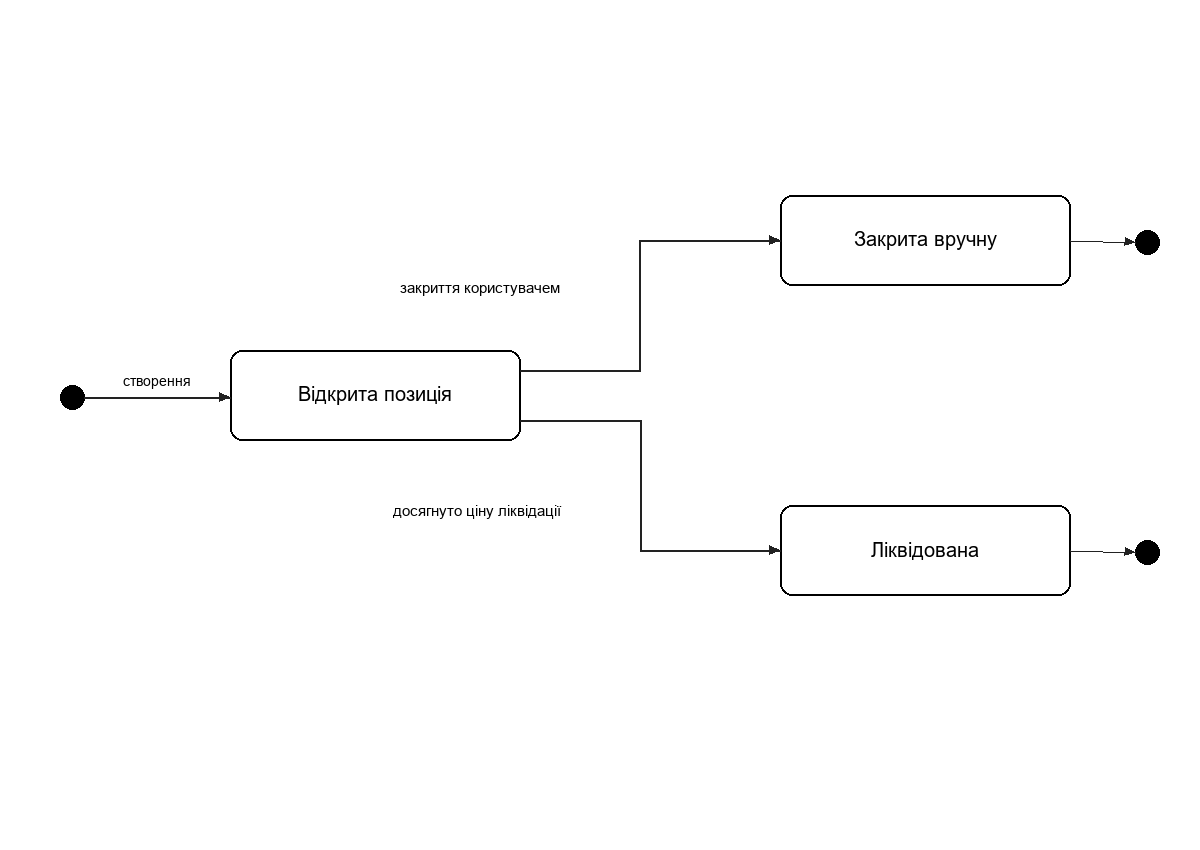 Закрита вручну
закриття користувачем
створення
Відкрита позиція
досягнуто ціну ліквідації
Ліквідована